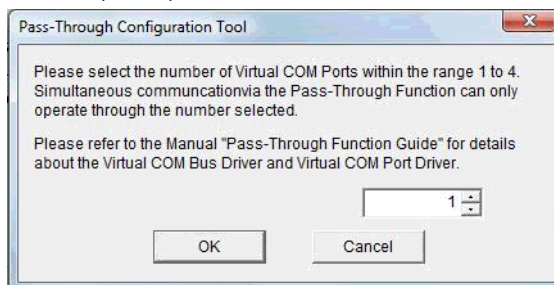 Pass-Through Configuration Tool
Please select the number of Virtual COM Ports within the range 1 to 4.
Simultaneous communcationvia the Pass-Through Function can only
operate through the number selected.
Please refer to the Manual "Pass-Through Function Guide" for details
about the Virtual COM Bus Driver and Virtual COM Port Driver.
1
OK Cancel